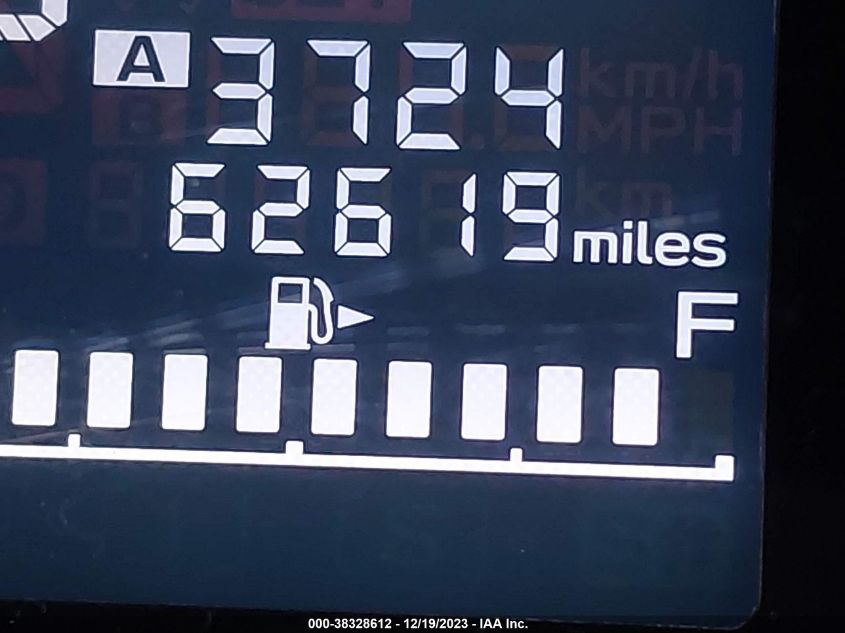 A 3724
62619 miles
F
000-38328612 - 12/19/2023 - IAA Inc.